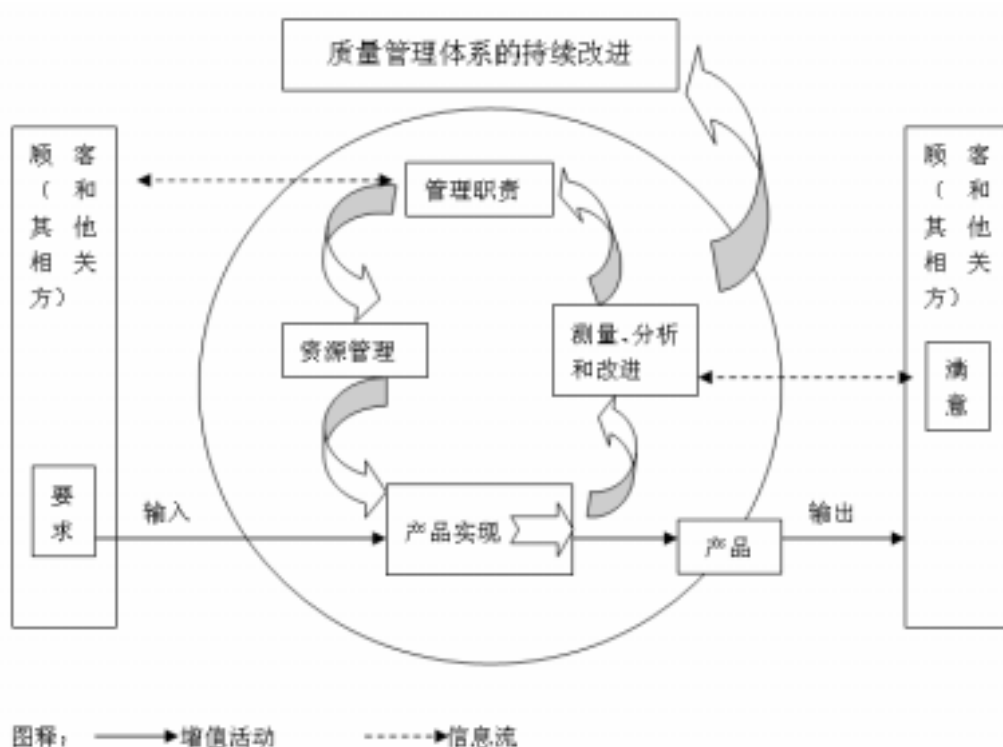 质量管理体系的持续改进
顾客
（和
其他
相关
方）
要
求
输入
管理职责
资源管理
测量、分析
和改进
产品实现
产品
输出
顾客
（和
其他
相关
方）
满
意
图释： 增值活动 信息流